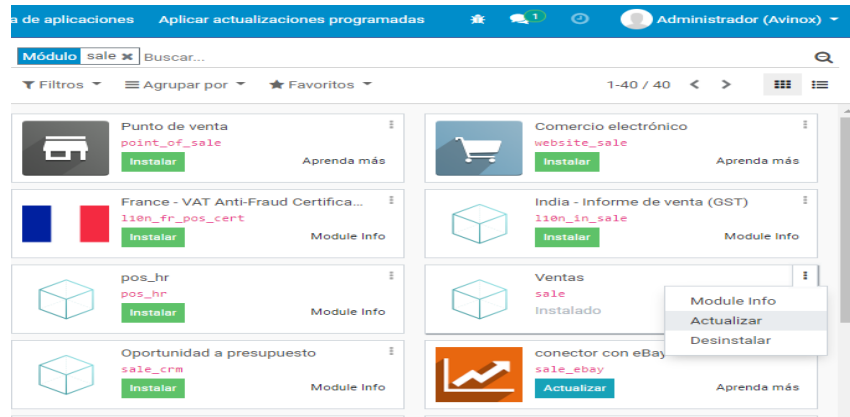 a de aplicaciones Aplicar actualizaciones programadas 1 Administrador (Avinox)
Módulo sale × Buscar...
Filtros Agrupar por Favoritos 1-40 / 40
Punto de venta
point_of_sale
Instalar Aprenda más
Comercio electrónico
website_sale
Instalar Aprenda más
France - VAT Anti-Fraud Certifica...
l10n_fr_pos_cert
Instalar Module Info
India - Informe de venta (GST)
l10n_in_sale
Instalar Module Info
pos_hr
pos_hr
Instalar Module Info
Ventas
sale
Instalado
Module Info
Actualizar
Desinstalar
Oportunidad a presupuesto
sale_crm
Instalar Module Info
conector con eBay
sale_ebay
Actualizar Aprenda más